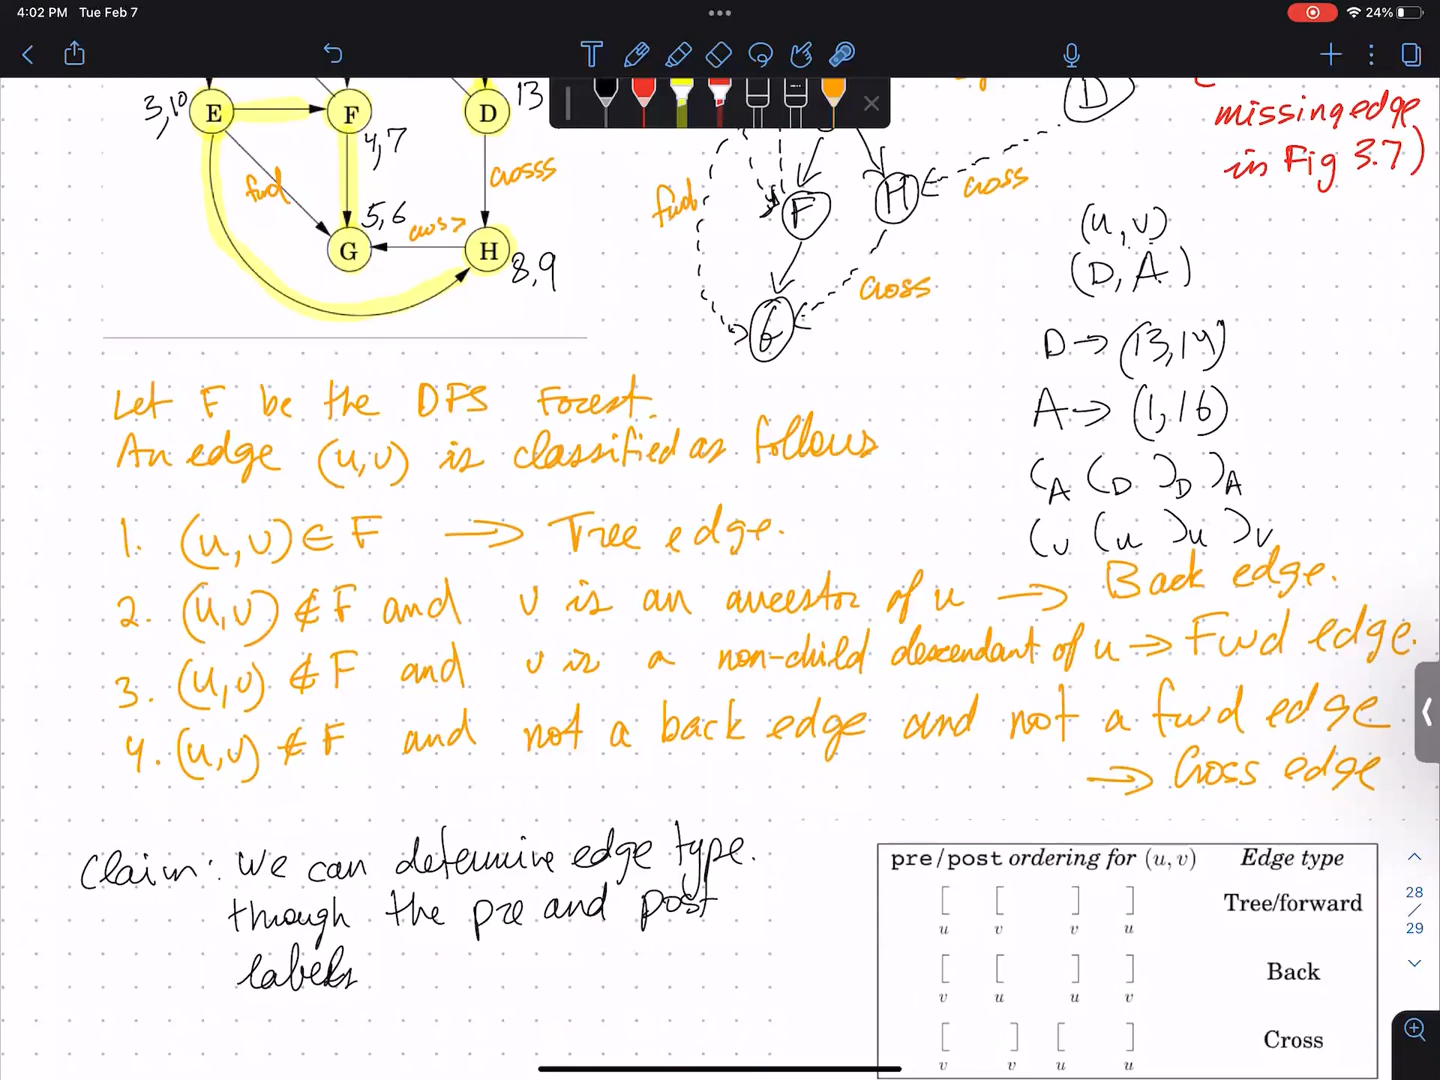 4:02 PM Tue Feb 7
24%
3,10 E
F
4,7
D 13
D
missing edge
in Fig 3.7)
fwd
crosss
5,6
G
cross
H
8,9
fwd
F
H
cross
cross
G
(u, v)
(D, A)
D → (13,14)
A → (1,16)
(A (D )D )A
(v (u )u )v
Let F be the DFS Forest.
An edge (u,v) is classified as follows
1. (u,v) ∈ F → Tree edge.
2. (u,v) ∉ F and v is an ancestor of u → Back edge.
3. (u,v) ∉ F and v is a non-child descendant of u → Fwd edge.
4. (u,v) ∉ F and not a back edge and not a fwd edge
→ Cross edge
Claim: we can determine edge type
through the pre and post
labels
pre/post ordering for (u, v) Edge type
[ [ ] ] Tree/forward
u v v u
[ [ ] ] Back
v u u v
[ ] [ ] Cross
v v u u
28
/
29